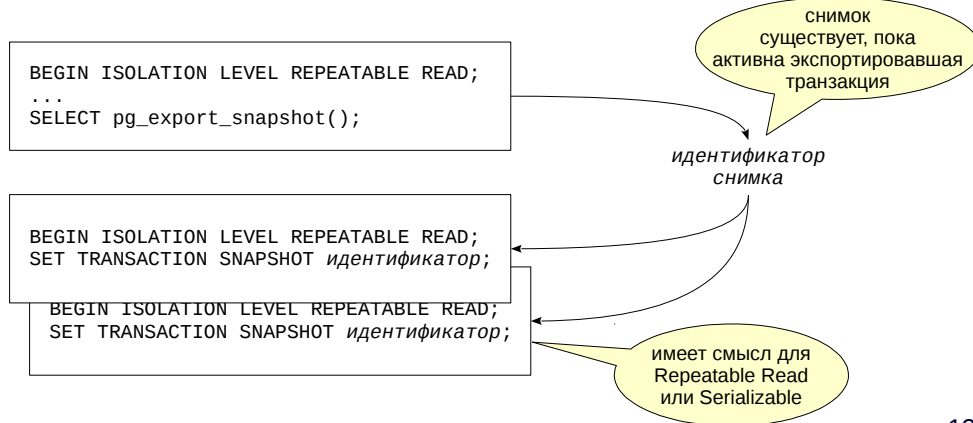 снимок
существует, пока
активна экспортировавшая
транзакция
BEGIN ISOLATION LEVEL REPEATABLE READ;
...
SELECT pg_export_snapshot();
идентификатор
снимка
BEGIN ISOLATION LEVEL REPEATABLE READ;
SET TRANSACTION SNAPSHOT идентификатор;
BEGIN ISOLATION LEVEL REPEATABLE READ;
SET TRANSACTION SNAPSHOT идентификатор;
имеет смысл для
Repeatable Read
или Serializable